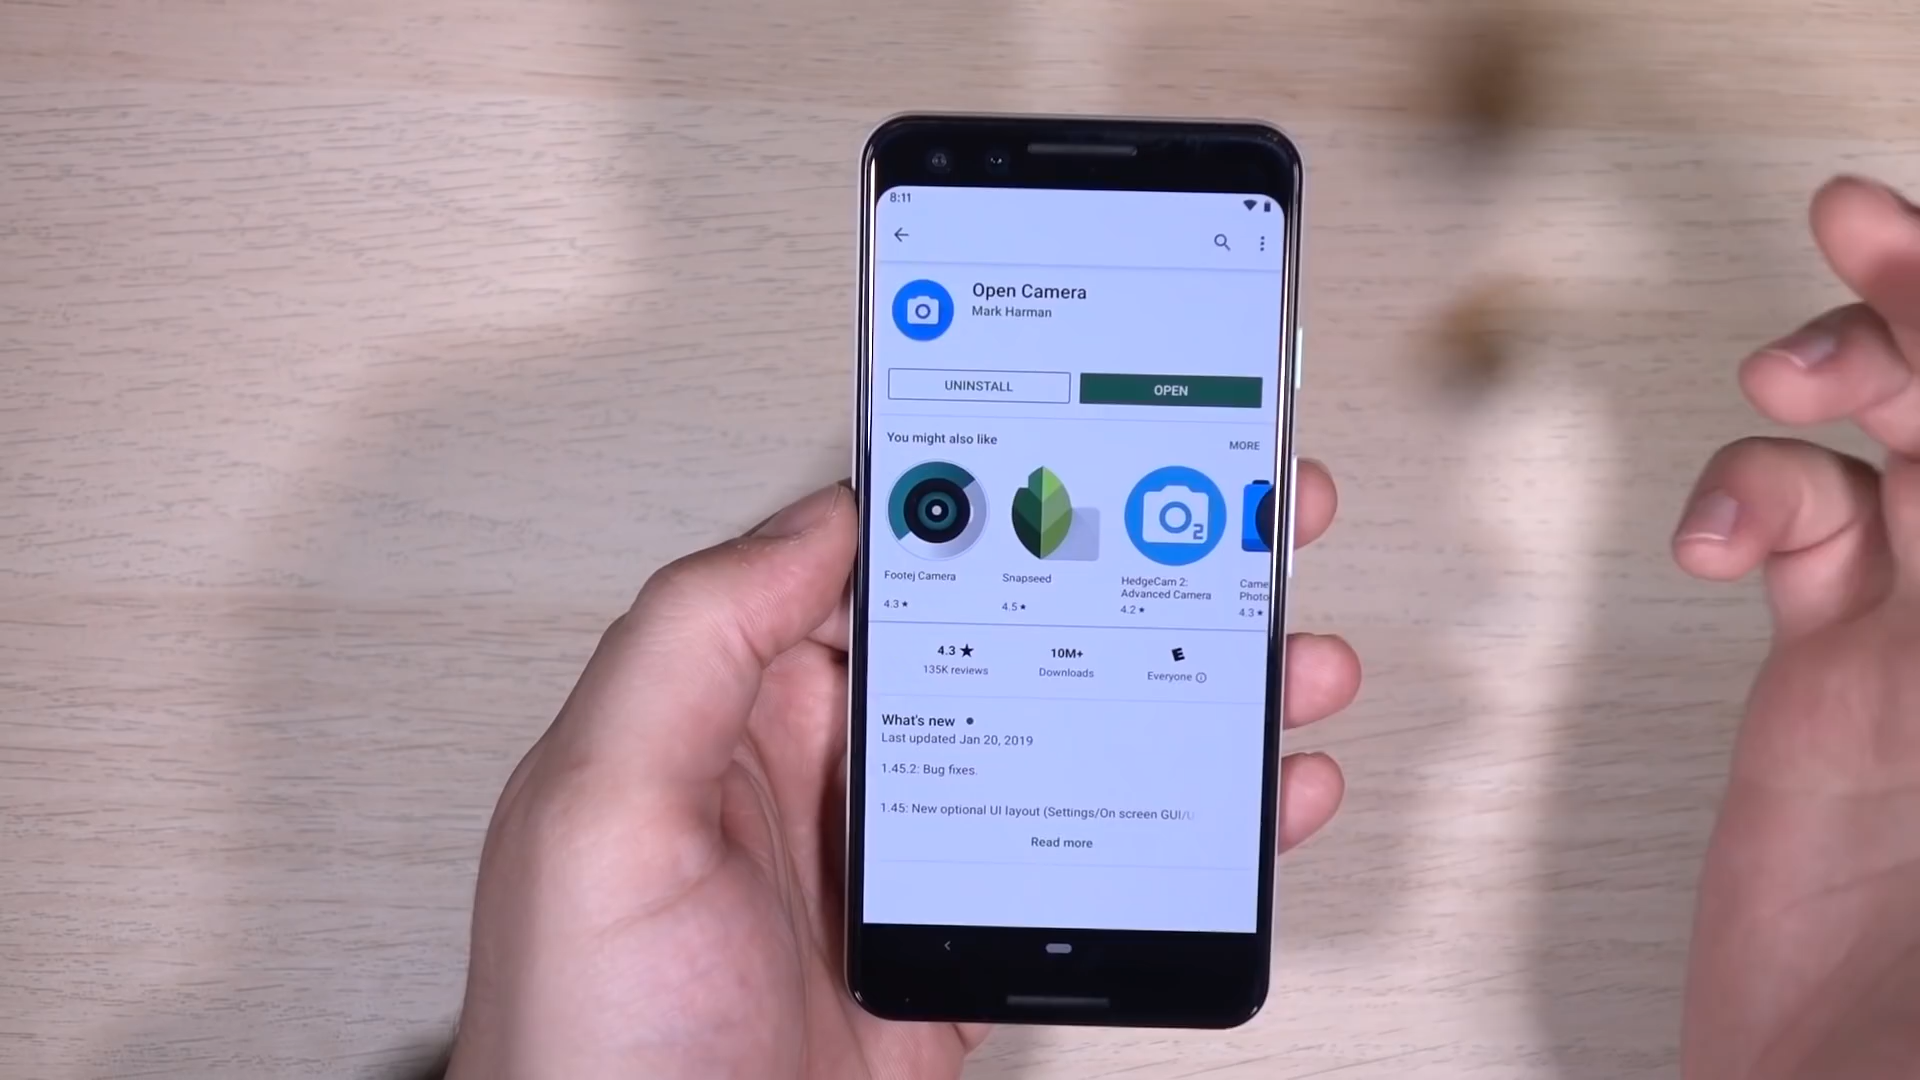 8:11
Open Camera
Mark Harman
UNINSTALL
OPEN
You might also like
MORE
2
Footej Camera
4.3 ★
Snapseed
4.5 ★
HedgeCam 2:
Advanced Camera
4.2 ★
Came
Photo
4.3 ★
4.3 ★
135K reviews
10M+
Downloads
E
Everyone
What's new
Last updated Jan 20, 2019
1.45.2: Bug fixes.
1.45: New optional UI layout (Settings/On screen GUI/U
Read more